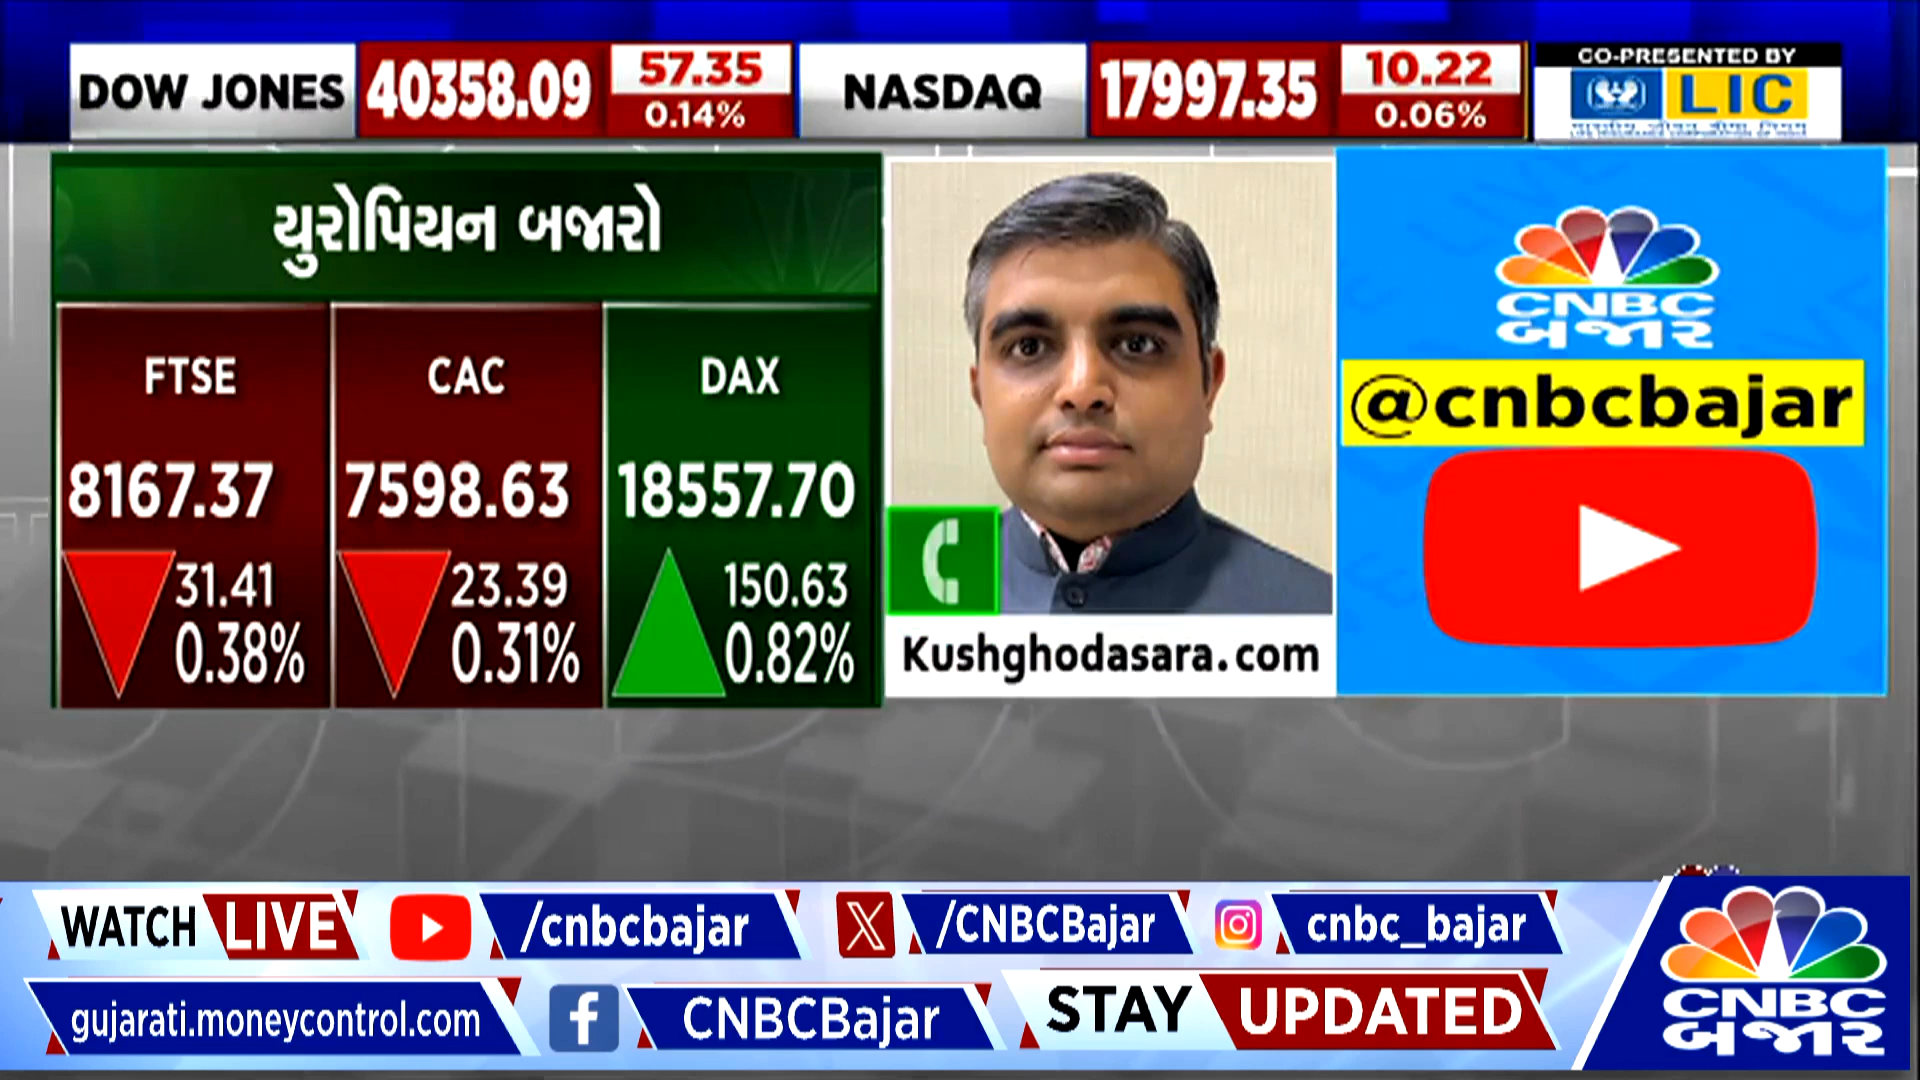 DOW JONES 40358.09 57.35 0.14% NASDAQ 17997.35 10.22 0.06% CO-PRESENTED BY
LIC
યુરોપિયન બજારો
FTSE CAC DAX
8167.37 7598.63 18557.70
31.41 23.39 150.63
0.38% 0.31% 0.82%
Kushghodasara.com
CNBC
બજાર
@cnbcbajar
WATCH LIVE /cnbcbajar /CNBCBajar cnbc_bajar
gujarati.moneycontrol.com CNBCBajar STAY UPDATED
CNBC
બજાર